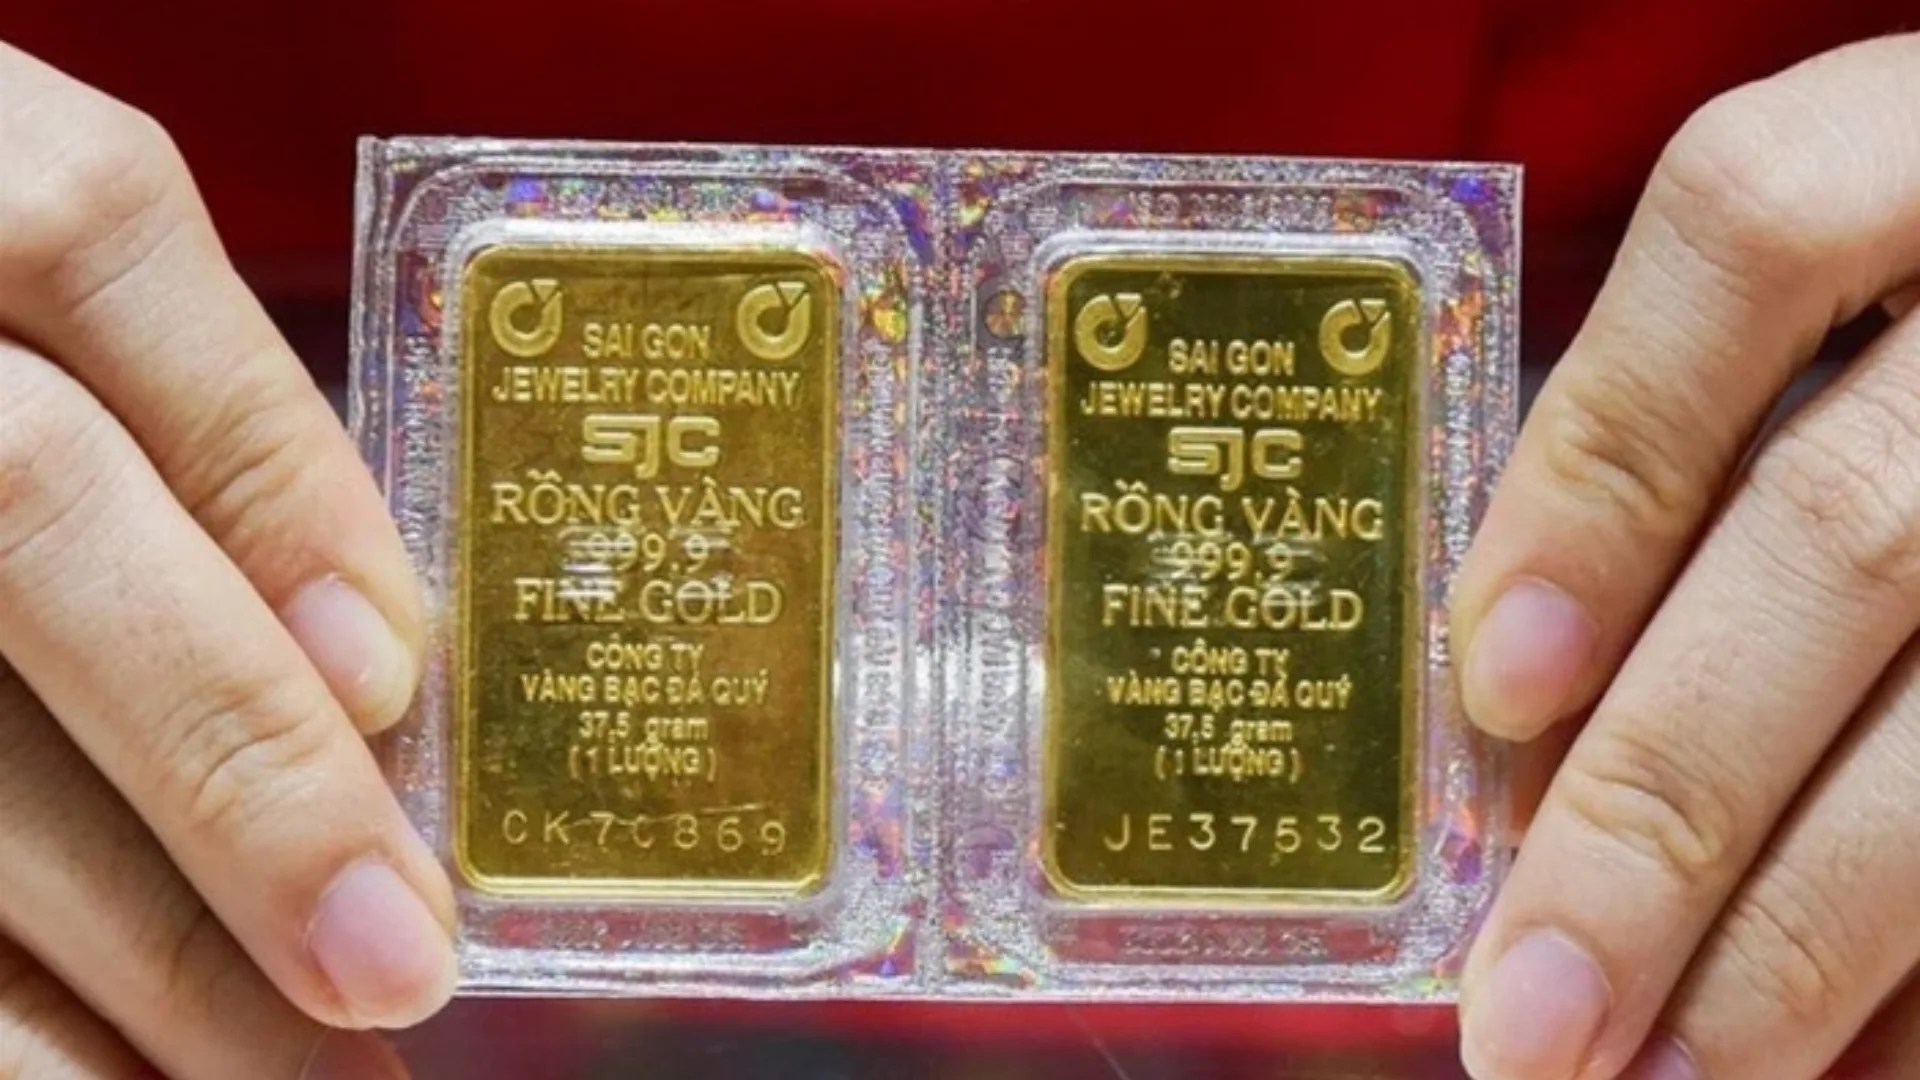 SAI GON
JEWELRY COMPANY
SJC
RỒNG VÀNG
999.9
FINE GOLD
CÔNG TY
VÀNG BẠC ĐÁ QUÝ
37,5 gram
(1 LƯỢNG)
CK70869
SAI GON
JEWELRY COMPANY
SJC
RỒNG VÀNG
999.9
FINE GOLD
CÔNG TY
VÀNG BẠC ĐÁ QUÝ
37,5 gram
(1 LƯỢNG)
JE37532